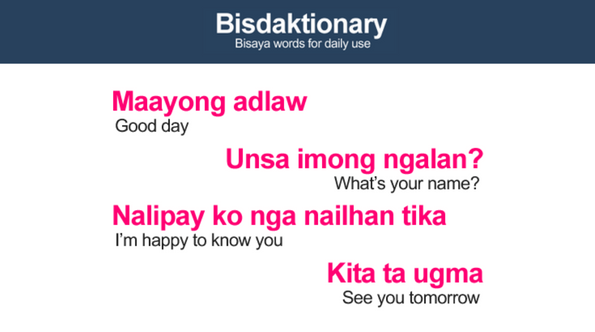 Bisdaktionary
Bisaya words for daily use
Maayong adlaw
Good day
Unsa imong ngalan?
What's your name?
Nalipay ko nga nailhan tika
I'm happy to know you
Kita ta ugma
See you tomorrow